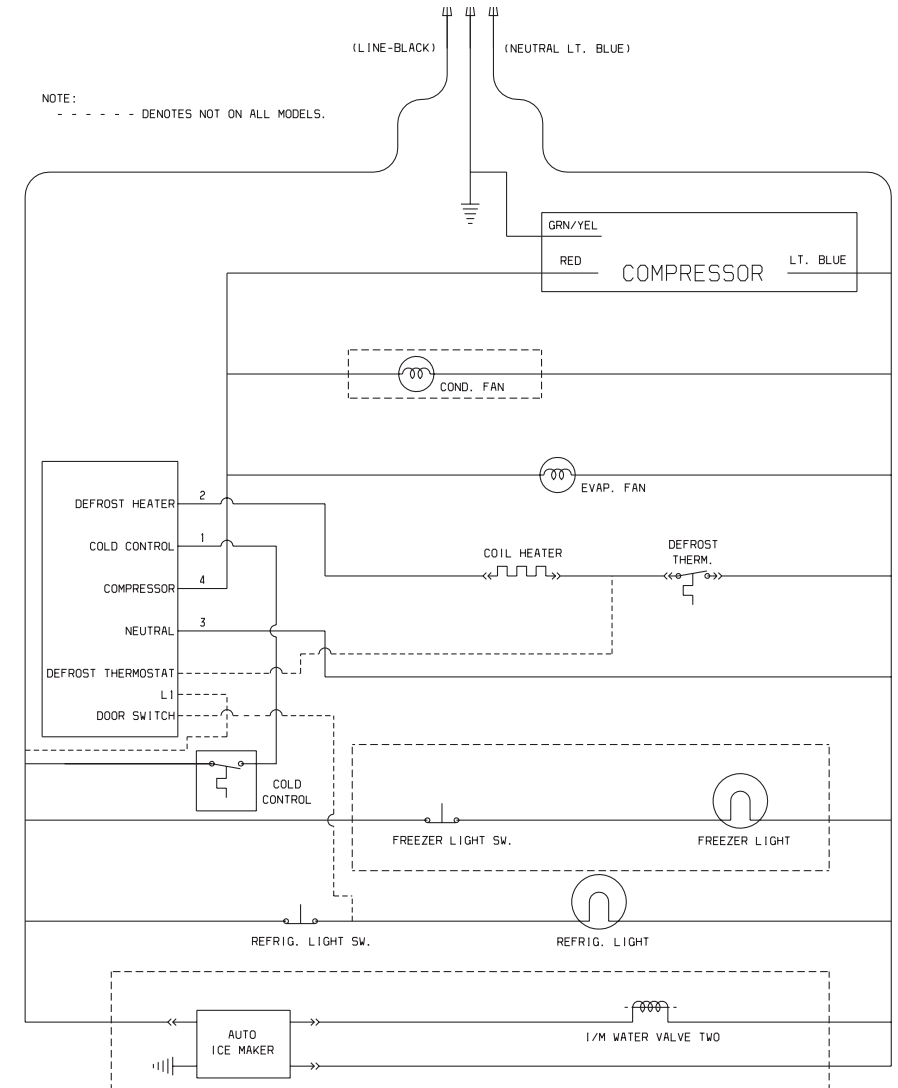 (LINE-BLACK)
(NEUTRAL LT. BLUE)
NOTE:
- - - - - - DENOTES NOT ON ALL MODELS.
GRN/YEL
RED
COMPRESSOR
LT. BLUE
COND. FAN
EVAP. FAN
DEFROST HEATER
2
COLD CONTROL
1
COMPRESSOR
4
NEUTRAL
3
DEFROST THERMOSTAT
L1
DOOR SWITCH
COIL HEATER
DEFROST
THERM.
COLD
CONTROL
FREEZER LIGHT SW.
FREEZER LIGHT
REFRIG. LIGHT SW.
REFRIG. LIGHT
AUTO
ICE MAKER
I/M WATER VALVE TWO